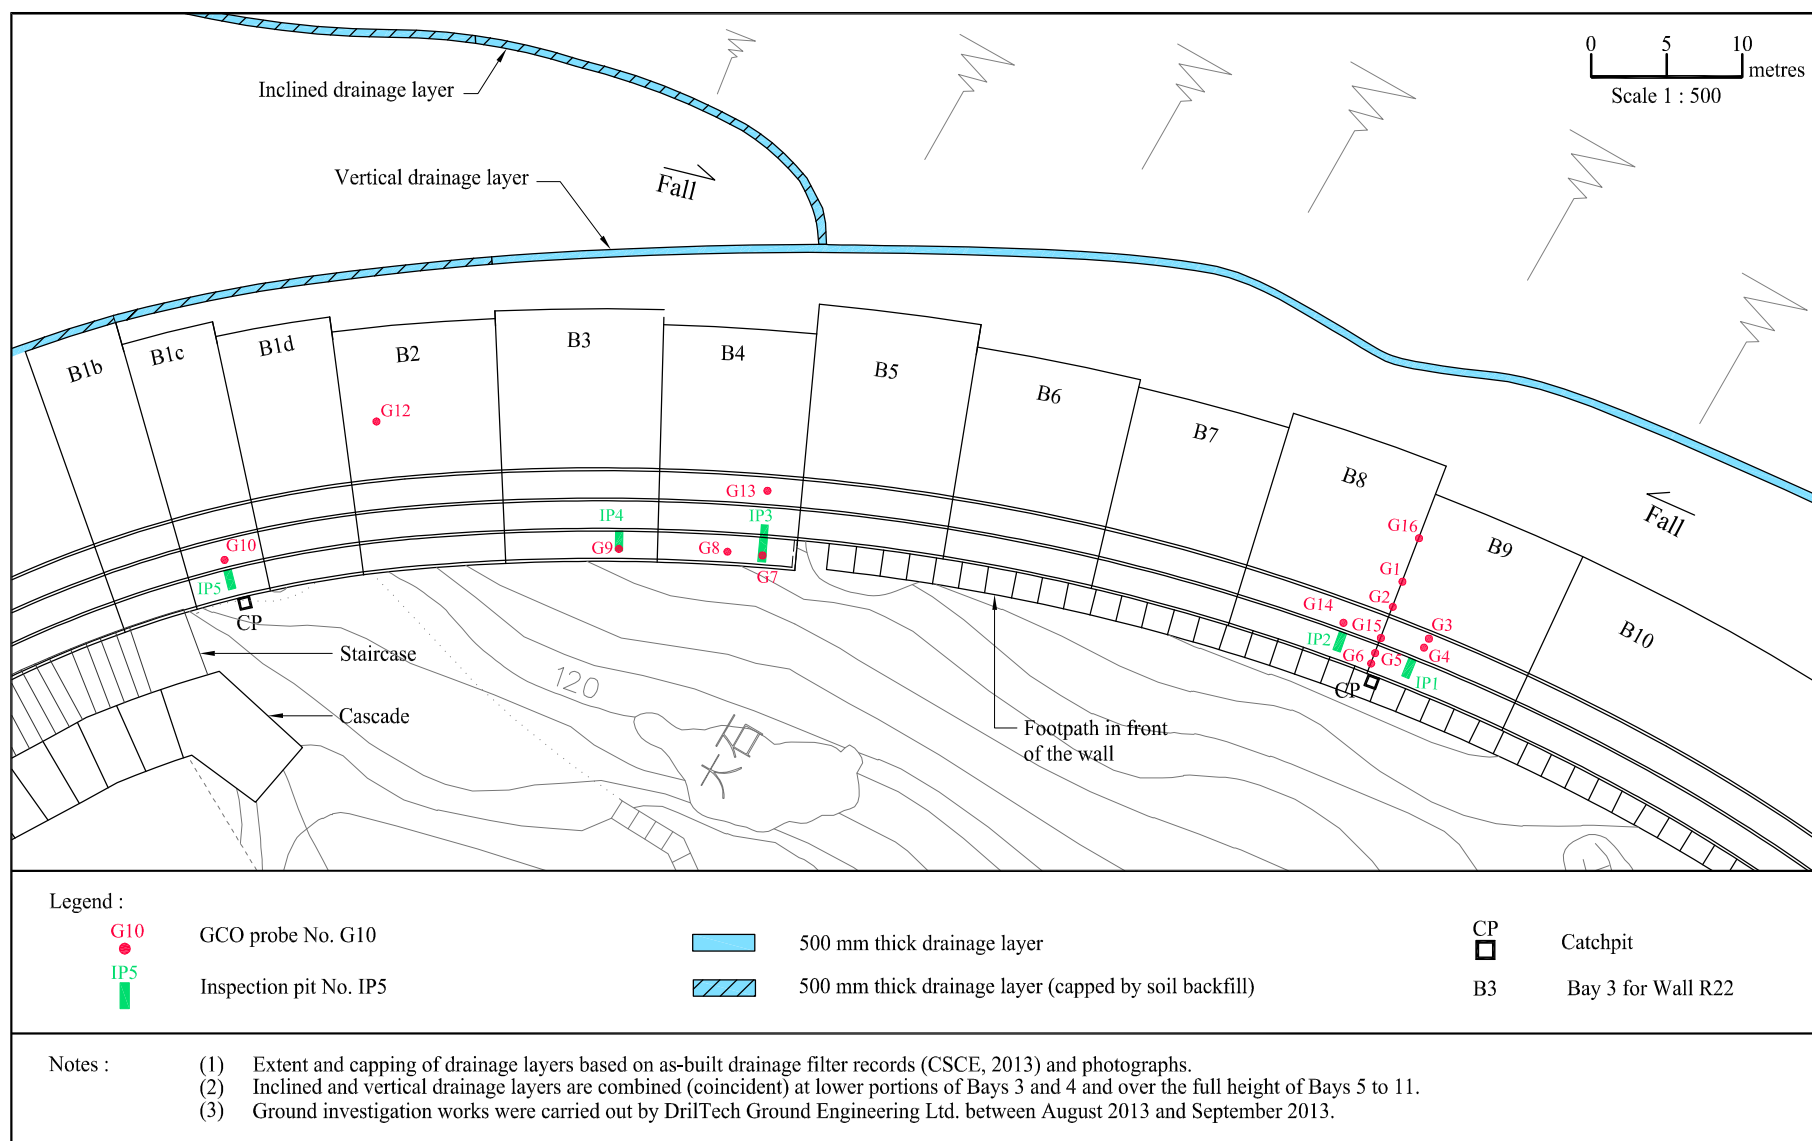 0 5 10
metres
Scale 1 : 500
Inclined drainage layer
Vertical drainage layer
Fall
B1b
B1c
B1d
B2
B3
B4
B5
B6
B7
B8
B9
B10
G12
G13
G16
G10
IP5
CP
IP4
G9
G8
IP3
G7
G1
G2
G14
G15
G3
IP2
G6
G5
G4
CP
IP1
Fall
Staircase
Cascade
120
大石
Footpath in front
of the wall
Legend :
G10
GCO probe No. G10
IP5
Inspection pit No. IP5
500 mm thick drainage layer
500 mm thick drainage layer (capped by soil backfill)
CP
Catchpit
B3
Bay 3 for Wall R22
Notes :
(1) Extent and capping of drainage layers based on as-built drainage filter records (CSCE, 2013) and photographs.
(2) Inclined and vertical drainage layers are combined (coincident) at lower portions of Bays 3 and 4 and over the full height of Bays 5 to 11.
(3) Ground investigation works were carried out by DrilTech Ground Engineering Ltd. between August 2013 and September 2013.